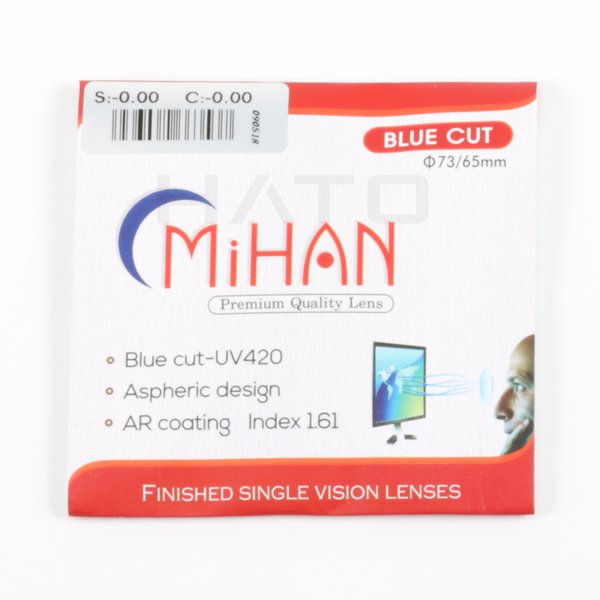 S:-0.00 C:-0.00
090518
BLUE CUT
Φ73/65mm
HATO
MiHAN
Premium Quality Lens
Blue cut-UV420
Aspheric design
AR coating Index 1.61
FINISHED SINGLE VISION LENSES